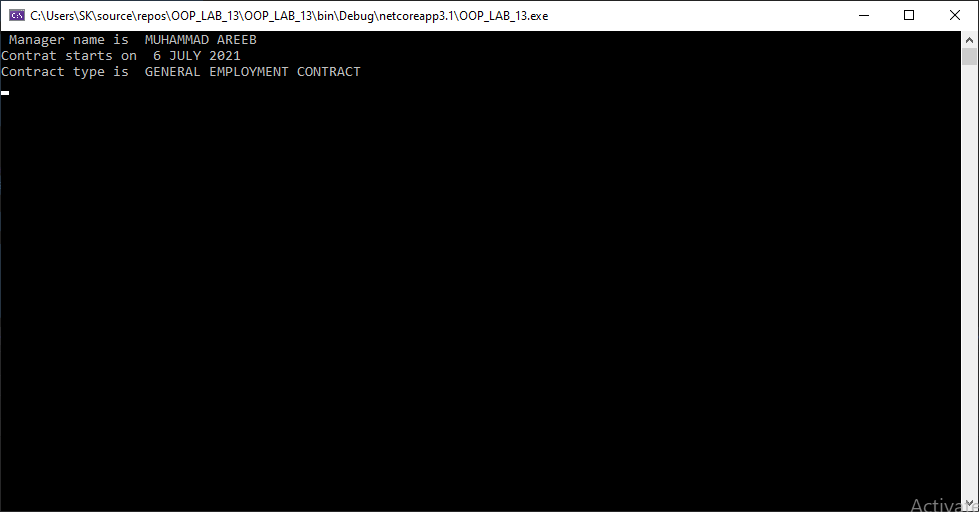 C:\Users\SK\source\repos\OOP_LAB_13\OOP_LAB_13\bin\Debug\netcoreapp3.1\OOP_LAB_13.exe
Manager name is  MUHAMMAD AREEB
Contrat starts on  6 JULY 2021
Contract type is  GENERAL EMPLOYMENT CONTRACT